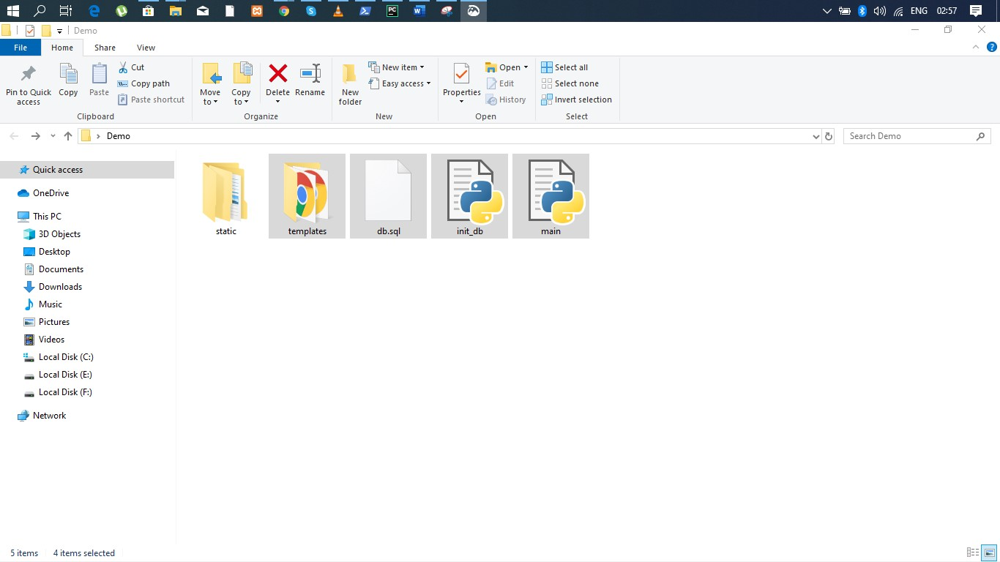 ENG 02:57
Demo
File Home Share View
Pin to Quick access
Copy
Paste
Cut
Copy path
Paste shortcut
Clipboard
Move to
Copy to
Delete
Rename
Organize
New folder
New item
Easy access
New
Properties
Open
Edit
History
Open
Select all
Select none
Invert selection
Select
Demo
Search Demo
Quick access
OneDrive
This PC
3D Objects
Desktop
Documents
Downloads
Music
Pictures
Videos
Local Disk (C:)
Local Disk (E:)
Local Disk (F:)
Network
static templates db.sql init_db main
5 items 4 items selected